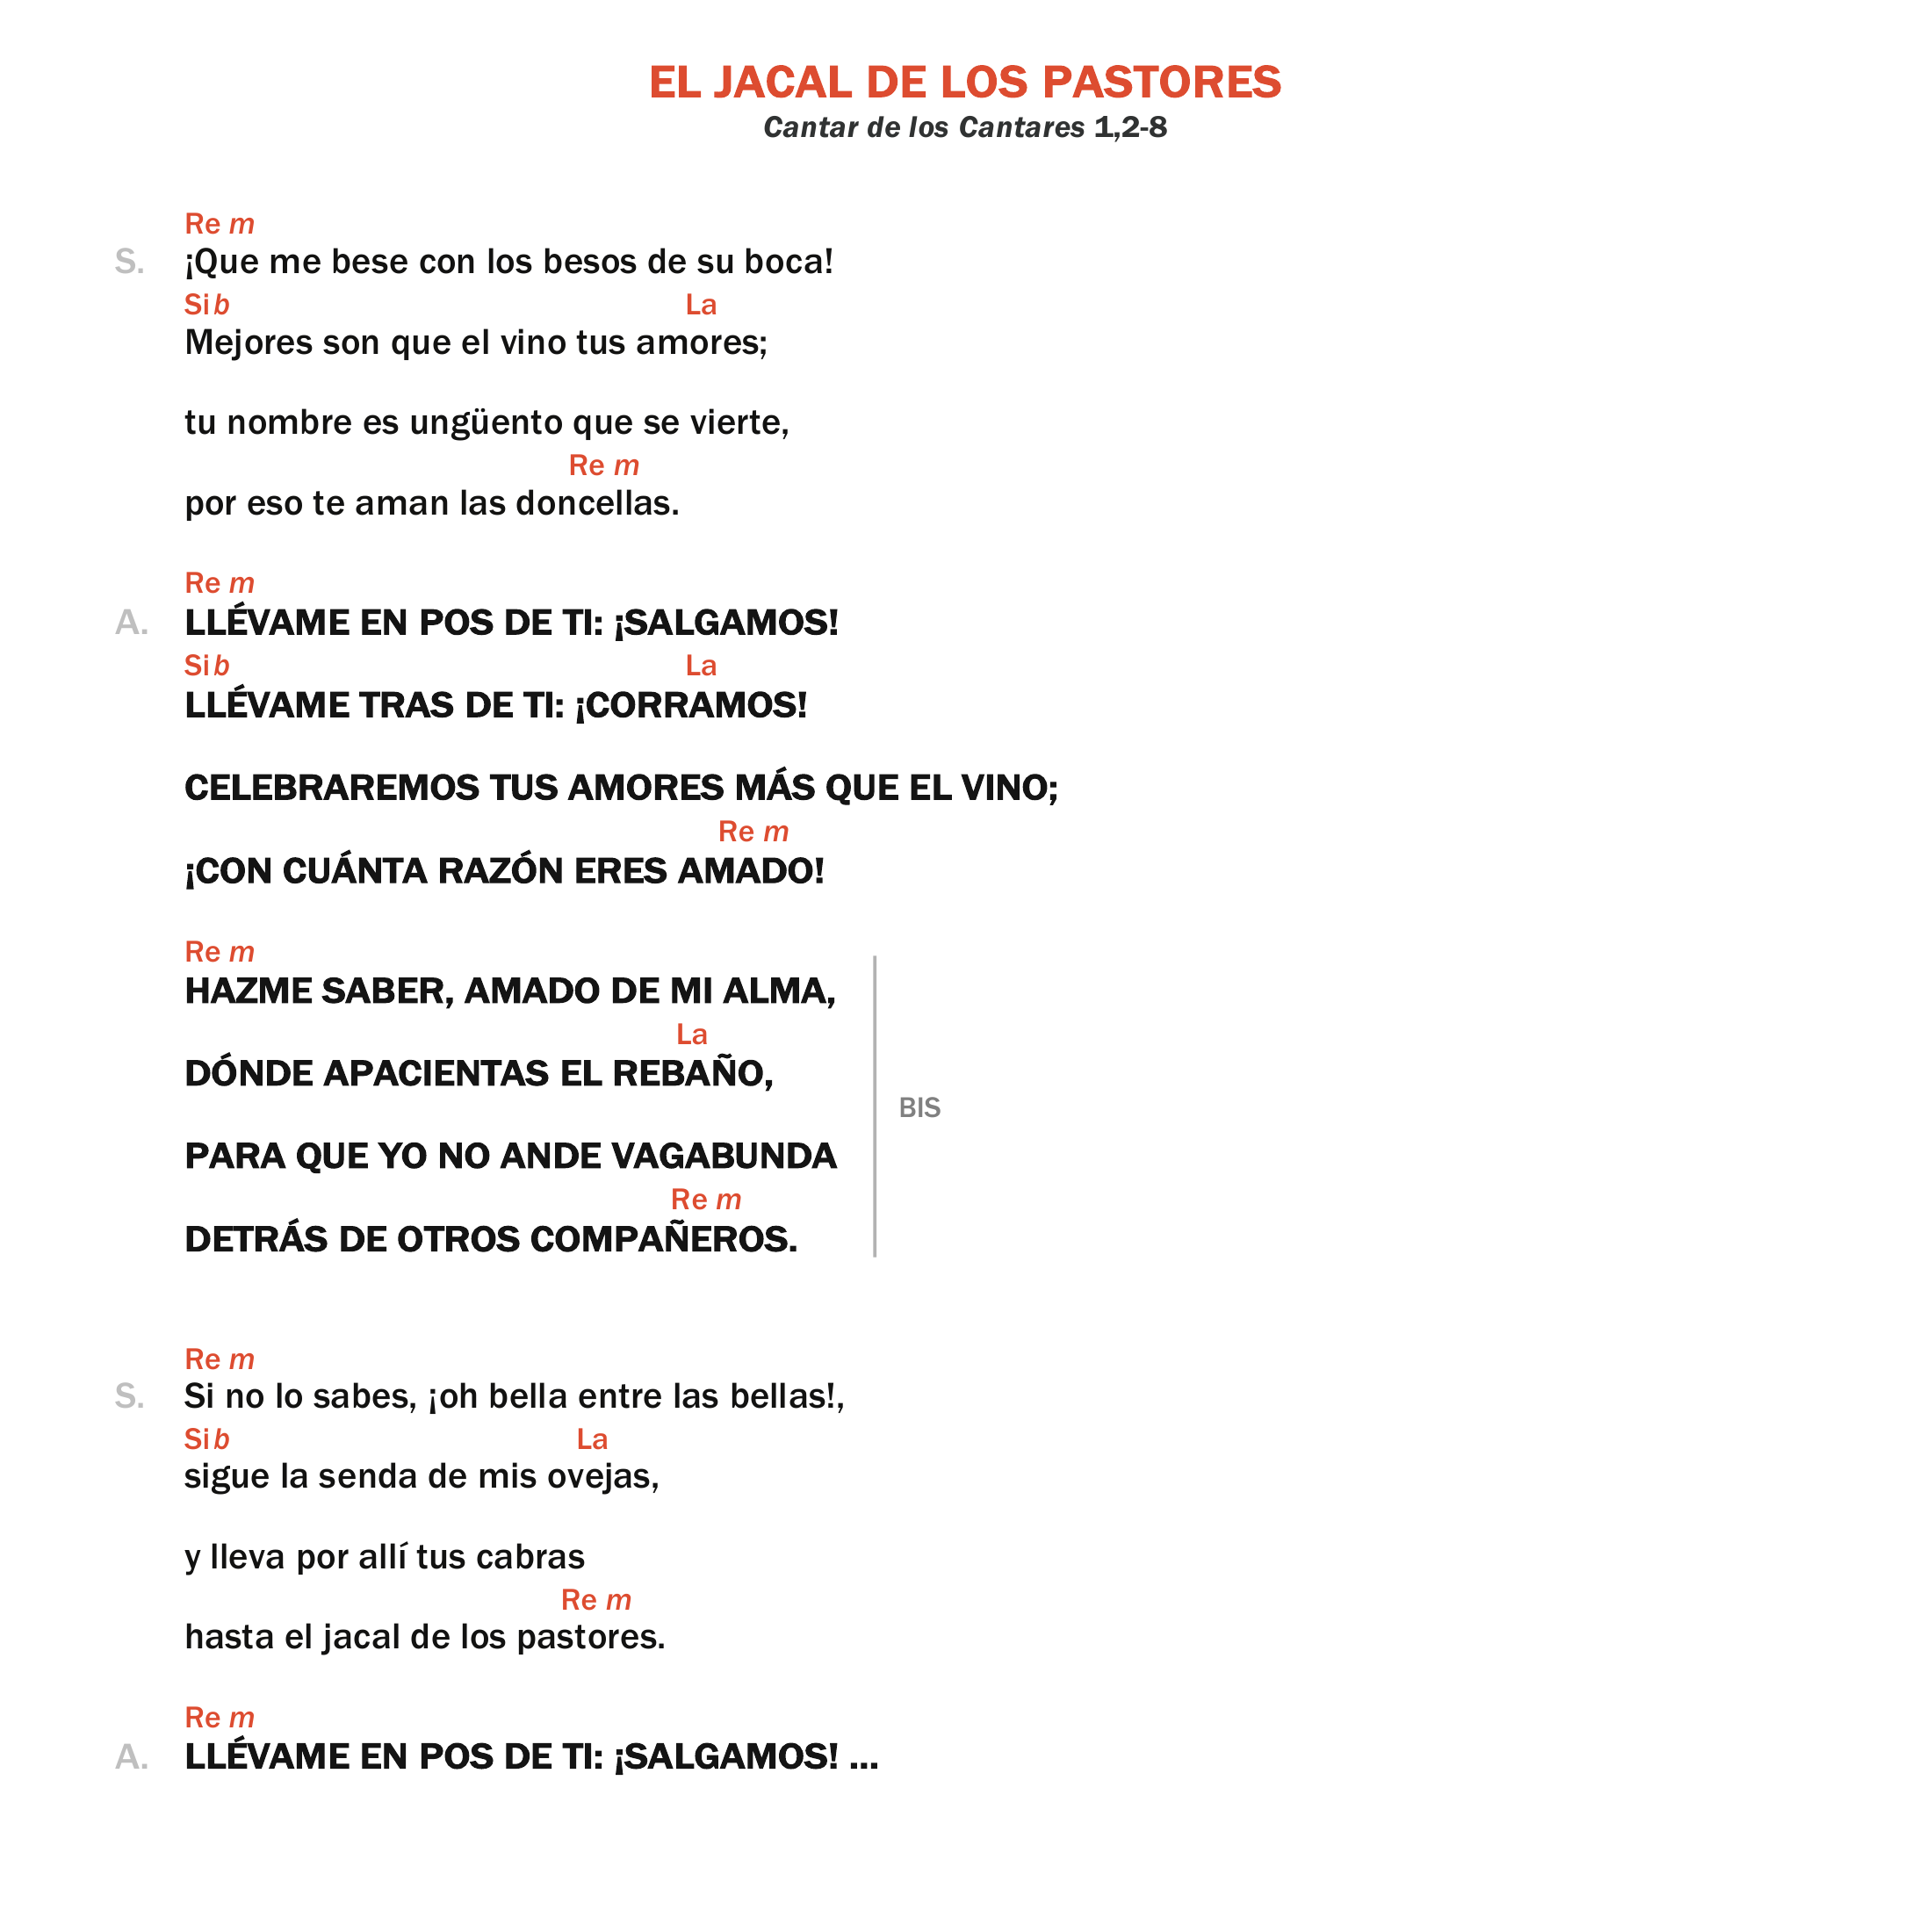 EL JACAL DE LOS PASTORES
Cantar de los Cantares 1,2-8
Re m
S. ¡Que me bese con los besos de su boca!
Sib La
Mejores son que el vino tus amores;
tu nombre es ungüento que se vierte,
Re m
por eso te aman las doncellas.
Re m
A. LLÉVAME EN POS DE TI: ¡SALGAMOS!
Sib La
LLÉVAME TRAS DE TI: ¡CORRAMOS!
CELEBRAREMOS TUS AMORES MÁS QUE EL VINO;
Re m
¡CON CUÁNTA RAZÓN ERES AMADO!
Re m
HAZME SABER, AMADO DE MI ALMA,
La
DÓNDE APACIENTAS EL REBAÑO,
BIS
PARA QUE YO NO ANDE VAGABUNDA
Re m
DETRÁS DE OTROS COMPAÑEROS.
Re m
S. Si no lo sabes, ¡oh bella entre las bellas!,
Sib La
sigue la senda de mis ovejas,
y lleva por allí tus cabras
Re m
hasta el jacal de los pastores.
Re m
A. LLÉVAME EN POS DE TI: ¡SALGAMOS! ...